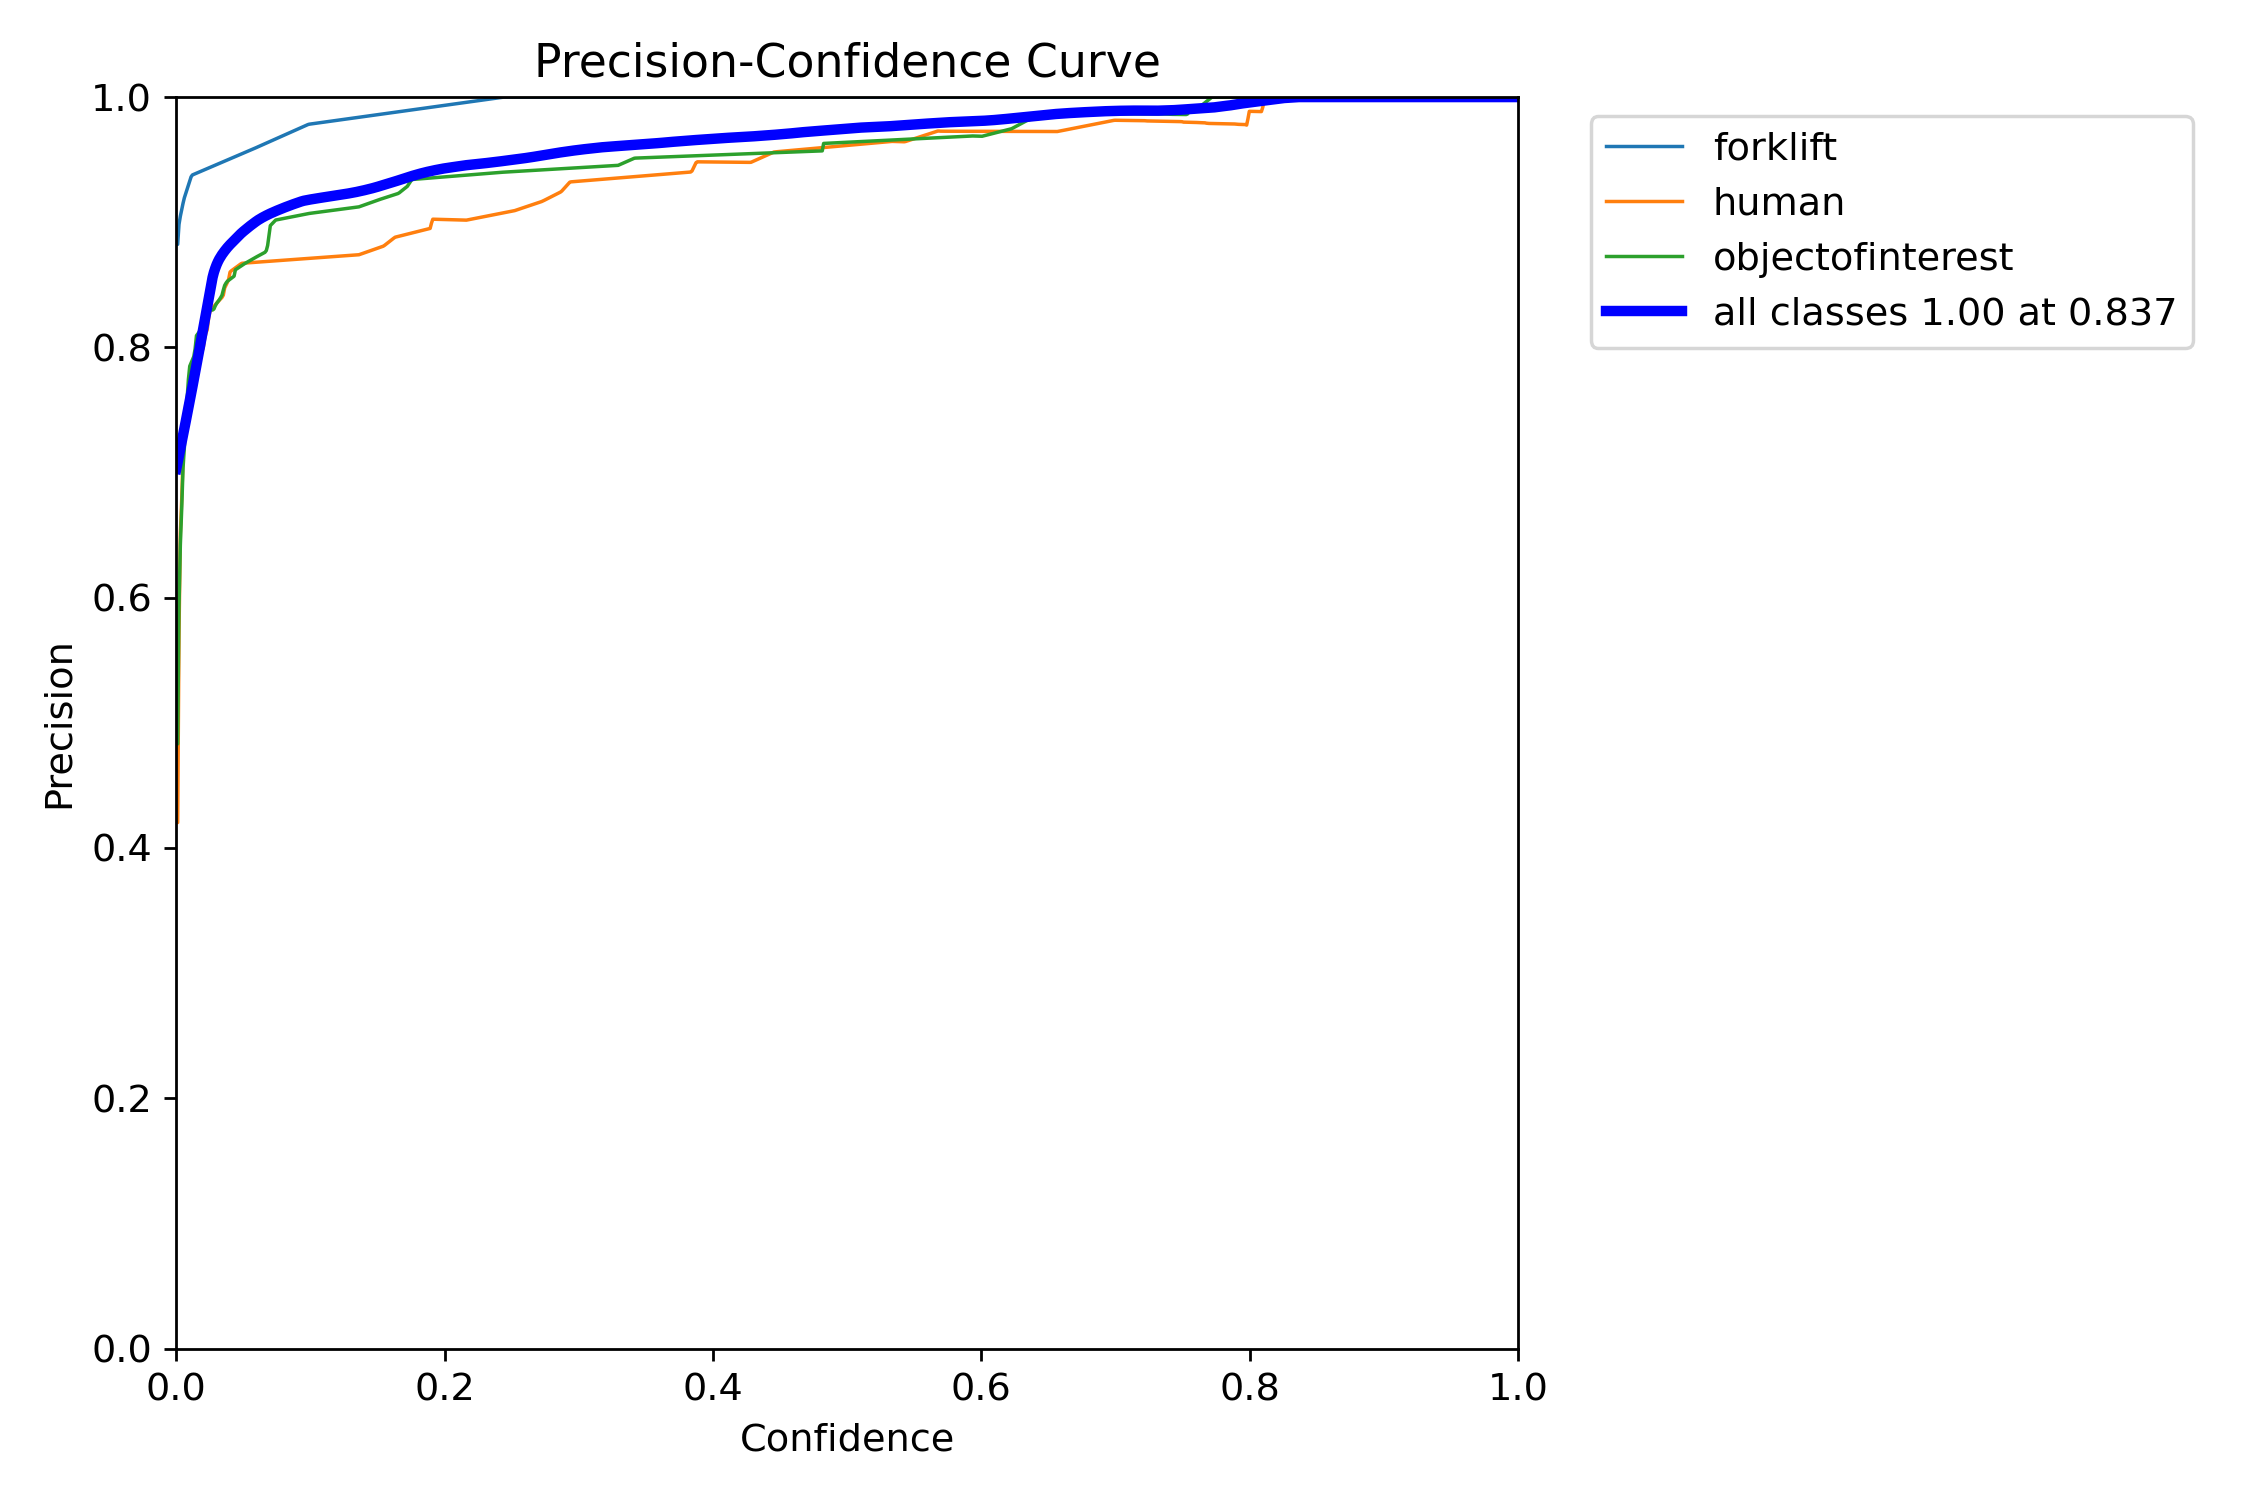 Precision-Confidence Curve
1.0
0.8
0.6
0.4
0.2
0.0
Precision
0.0 0.2 0.4 0.6 0.8 1.0
Confidence
forklift
human
objectofinterest
all classes 1.00 at 0.837